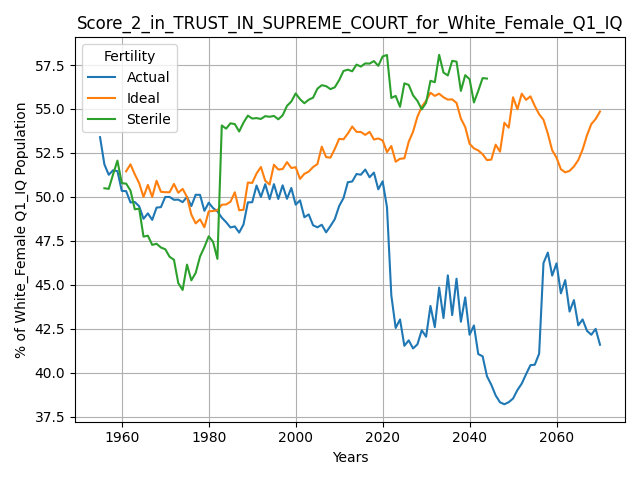 Score_2_in_TRUST_IN_SUPREME_COURT_for_White_Female_Q1_IQ
Fertility
Actual
Ideal
Sterile
% of White_Female Q1_IQ Population
57.5
55.0
52.5
50.0
47.5
45.0
42.5
40.0
37.5
1960 1980 2000 2020 2040 2060
Years